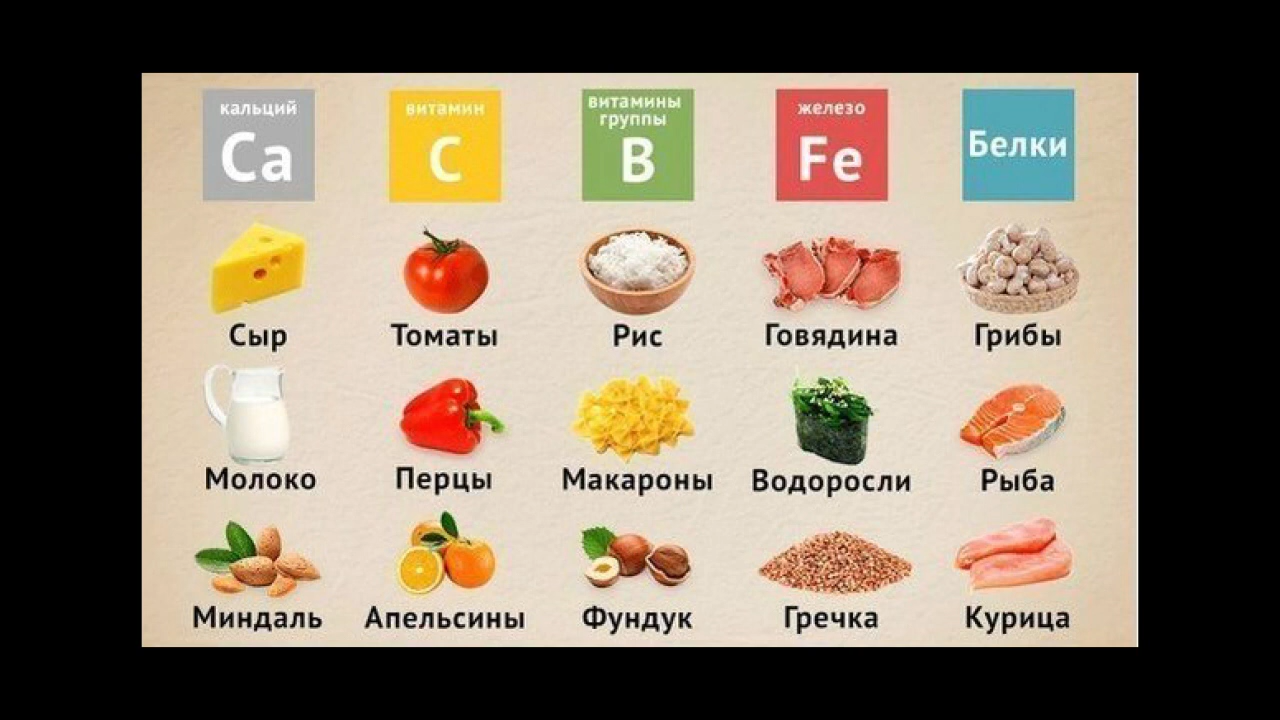 кальций
Ca
витамин
C
витамины
группы
B
железо
Fe
Белки
Сыр
Томаты
Рис
Говядина
Грибы
Молоко
Перцы
Макароны
Водоросли
Рыба
Миндаль
Апельсины
Фундук
Гречка
Курица